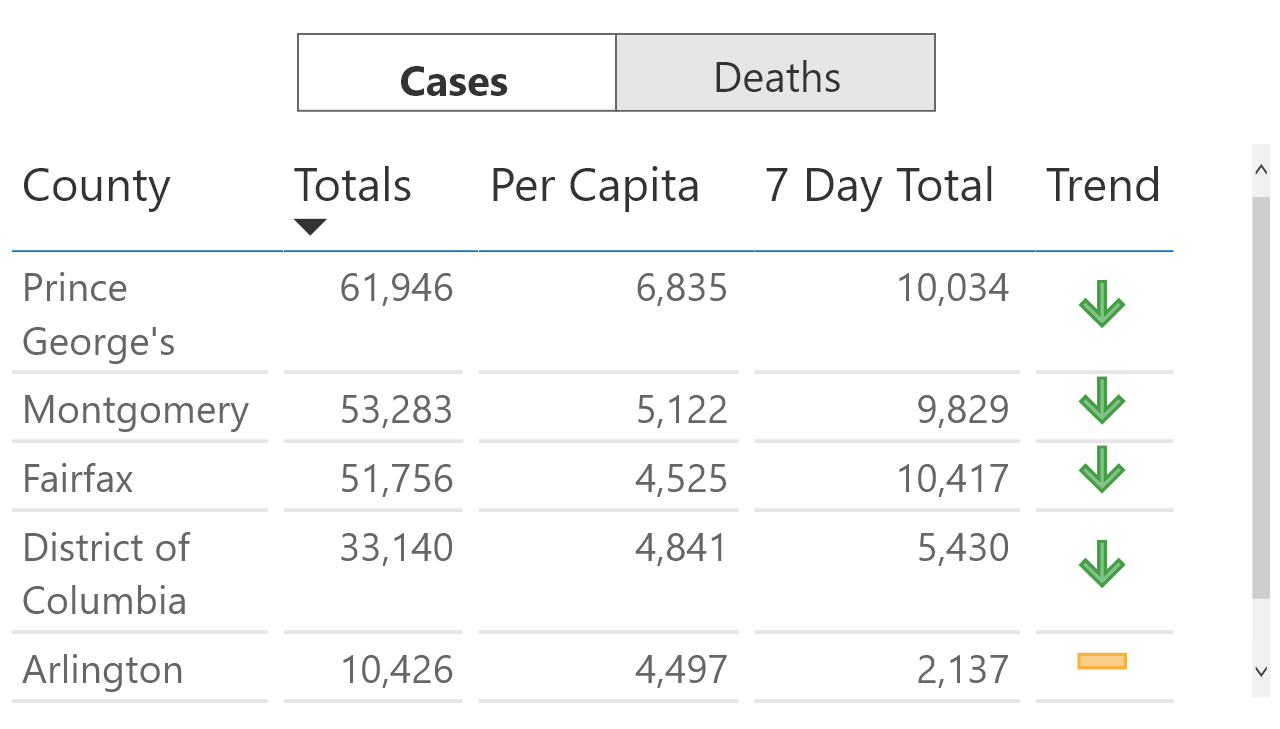 Cases Deaths
County Totals Per Capita 7 Day Total Trend
Prince 61,946 6,835 10,034
George's
Montgomery 53,283 5,122 9,829
Fairfax 51,756 4,525 10,417
District of 33,140 4,841 5,430
Columbia
Arlington 10,426 4,497 2,137